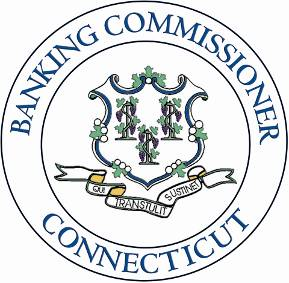 BANKING COMMISSIONER
QUI TRANSTULIT SUSTINET
CONNECTICUT